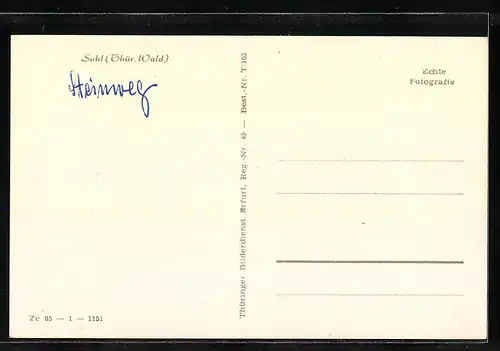 Suhl (Thür. Wald)
Steinweg
Thüringer Bilderdienst Erfurt, Reg.-Nr. 49 — Best.-Nr. T 102
Echte
Fotografie
Zc 85 — 1 — 1151